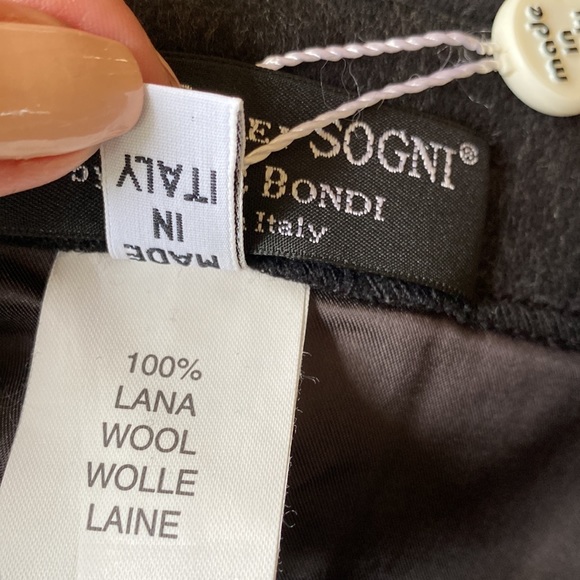 SOGNI®
BONDI
Italy
MADE
IN
ITALY
100%
LANA
WOOL
WOLLE
LAINE
made
in